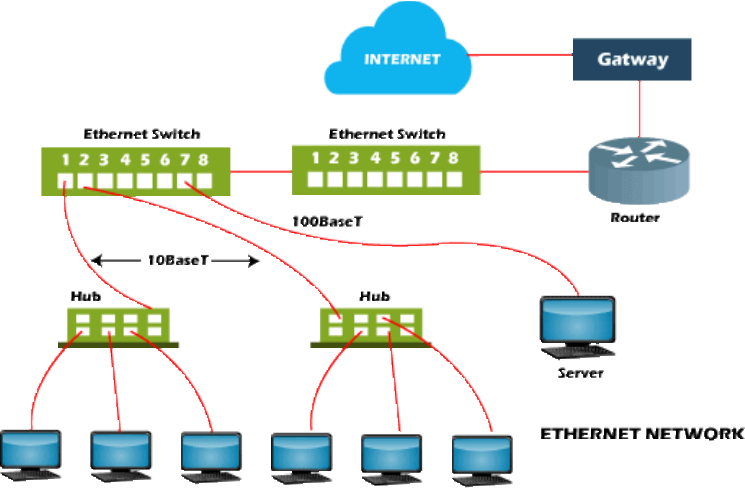 INTERNET
Gatway
Ethernet Switch
Ethernet Switch
1 2 3 4 5 6 7 8
1 2 3 4 5 6 7 8
Router
100BaseT
10BaseT
Hub
Hub
Server
ETHERNET NETWORK